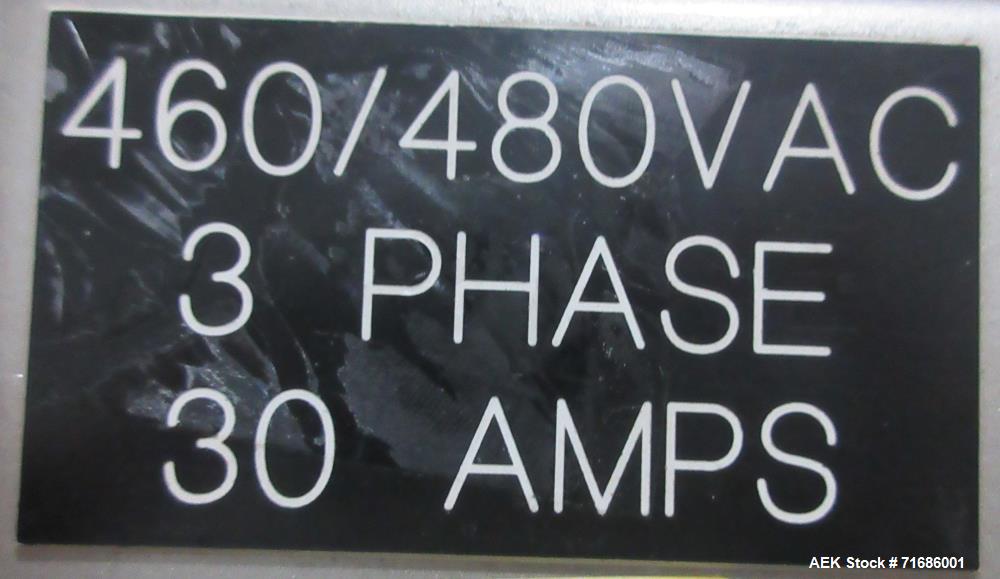 460/480VAC
3 PHASE
30 AMPS
AEK Stock # 71686001